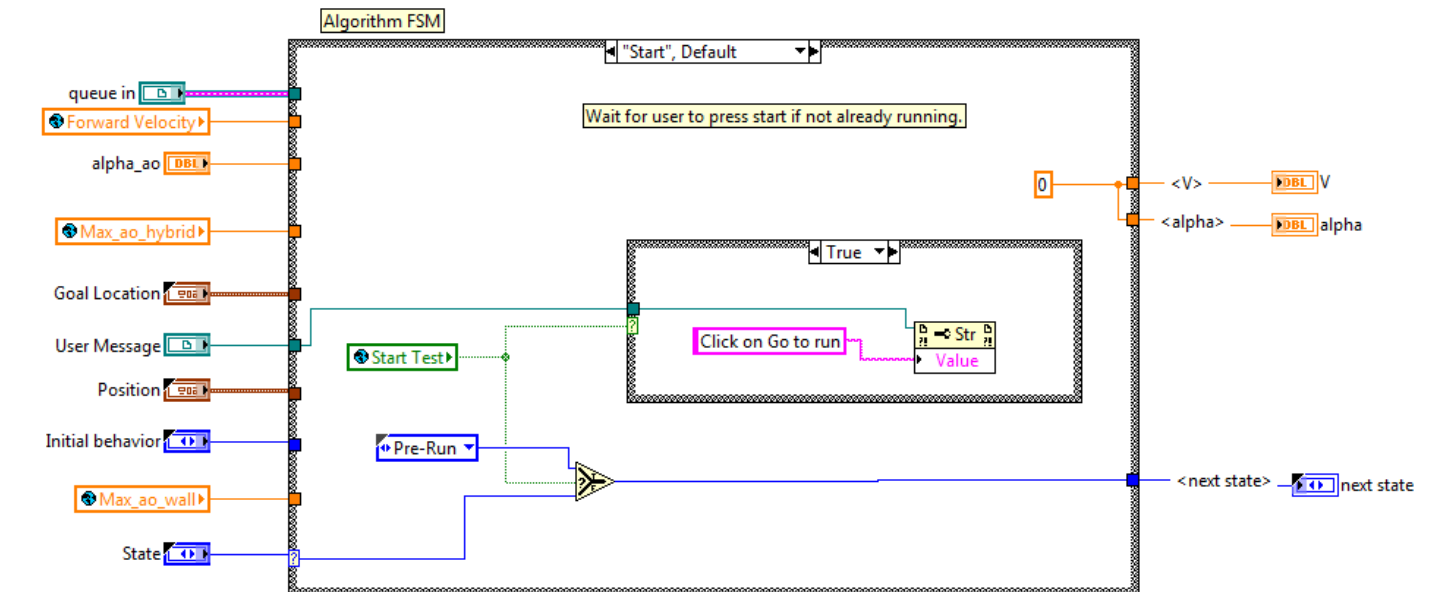 Algorithm FSM
"Start", Default
queue in
Forward Velocity
Wait for user to press start if not already running.
alpha_ao
DBL
0
<V>
DBL
V
<alpha>
DBL
alpha
Max_ao_hybrid
True
Goal Location
User Message
Click on Go to run
Str
Value
Start Test
?
Position
Initial behavior
Pre-Run
?
Max_ao_wall
<next state>
next state
State
?